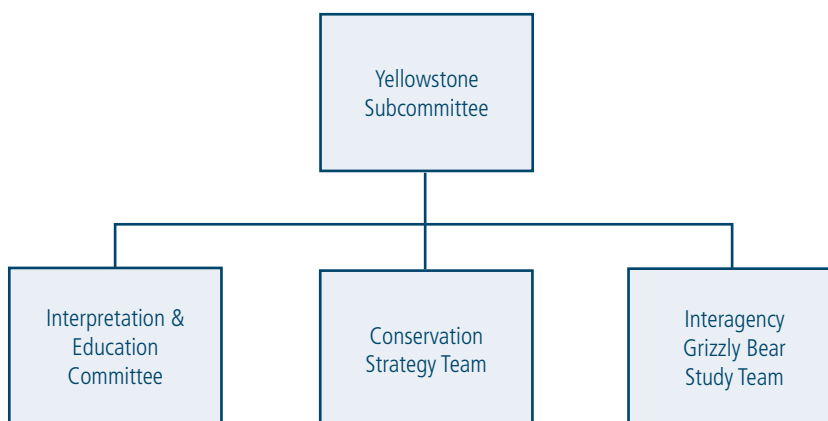 Yellowstone
Subcommittee
Interpretation &
Education
Committee
Conservation
Strategy Team
Interagency
Grizzly Bear
Study Team